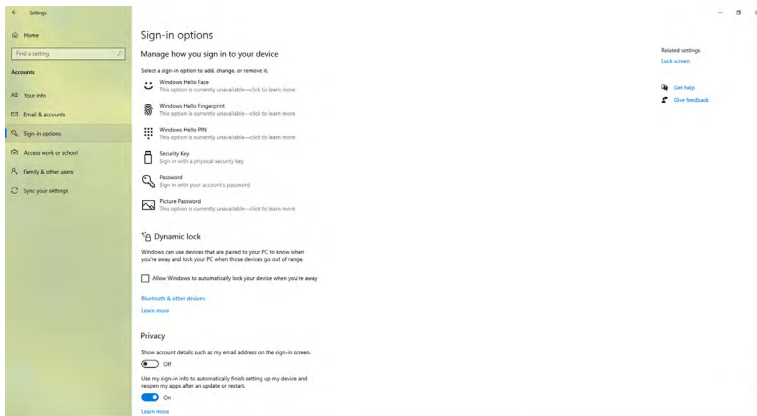 Settings
Home
Find a setting
Accounts
Your info
Email & accounts
Sign-in options
Access work or school
Family & other users
Sync your settings
Sign-in options
Manage how you sign in to your device
Select a sign-in option to add, change, or remove it.
Windows Hello Face
This option is currently unavailable—click to learn more
Windows Hello Fingerprint
This option is currently unavailable—click to learn more
Windows Hello PIN
This option is currently unavailable—click to learn more
Security Key
Sign in with a physical security key
Password
Sign in with your account's password
Picture Password
This option is currently unavailable—click to learn more
Dynamic lock
Windows can use devices that are paired to your PC to know when
you're away and lock your PC when those devices go out of range.
Allow Windows to automatically lock your device when you're away
Bluetooth & other devices
Learn more
Privacy
Show account details such as my email address on the sign-in screen.
Off
Use my sign-in info to automatically finish setting up my device and
reopen my apps after an update or restart.
On
Learn more
Related settings
Lock screen
Get help
Give feedback